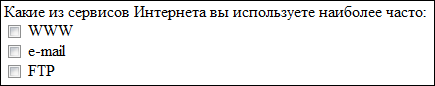 Какие из сервисов Интернета вы используете наиболее часто:
WWW
e-mail
FTP